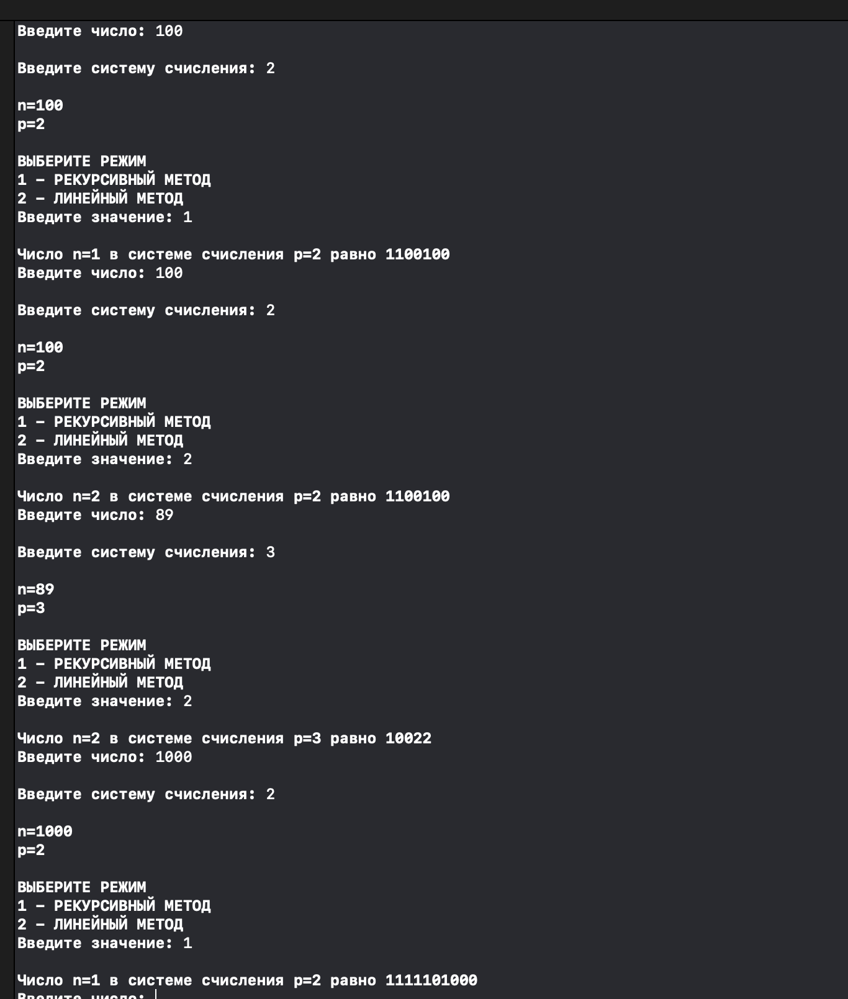 Введите число: 100
Введите систему счисления: 2
n=100
p=2
ВЫБЕРИТЕ РЕЖИМ
1 – РЕКУРСИВНЫЙ МЕТОД
2 – ЛИНЕЙНЫЙ МЕТОД
Введите значение: 1
Число n=1 в системе счисления p=2 равно 1100100
Введите число: 100
Введите систему счисления: 2
n=100
p=2
ВЫБЕРИТЕ РЕЖИМ
1 – РЕКУРСИВНЫЙ МЕТОД
2 – ЛИНЕЙНЫЙ МЕТОД
Введите значение: 2
Число n=2 в системе счисления p=2 равно 1100100
Введите число: 89
Введите систему счисления: 3
n=89
p=3
ВЫБЕРИТЕ РЕЖИМ
1 – РЕКУРСИВНЫЙ МЕТОД
2 – ЛИНЕЙНЫЙ МЕТОД
Введите значение: 2
Число n=2 в системе счисления p=3 равно 10022
Введите число: 1000
Введите систему счисления: 2
n=1000
p=2
ВЫБЕРИТЕ РЕЖИМ
1 – РЕКУРСИВНЫЙ МЕТОД
2 – ЛИНЕЙНЫЙ МЕТОД
Введите значение: 1
Число n=1 в системе счисления p=2 равно 1111101000
Введите число: